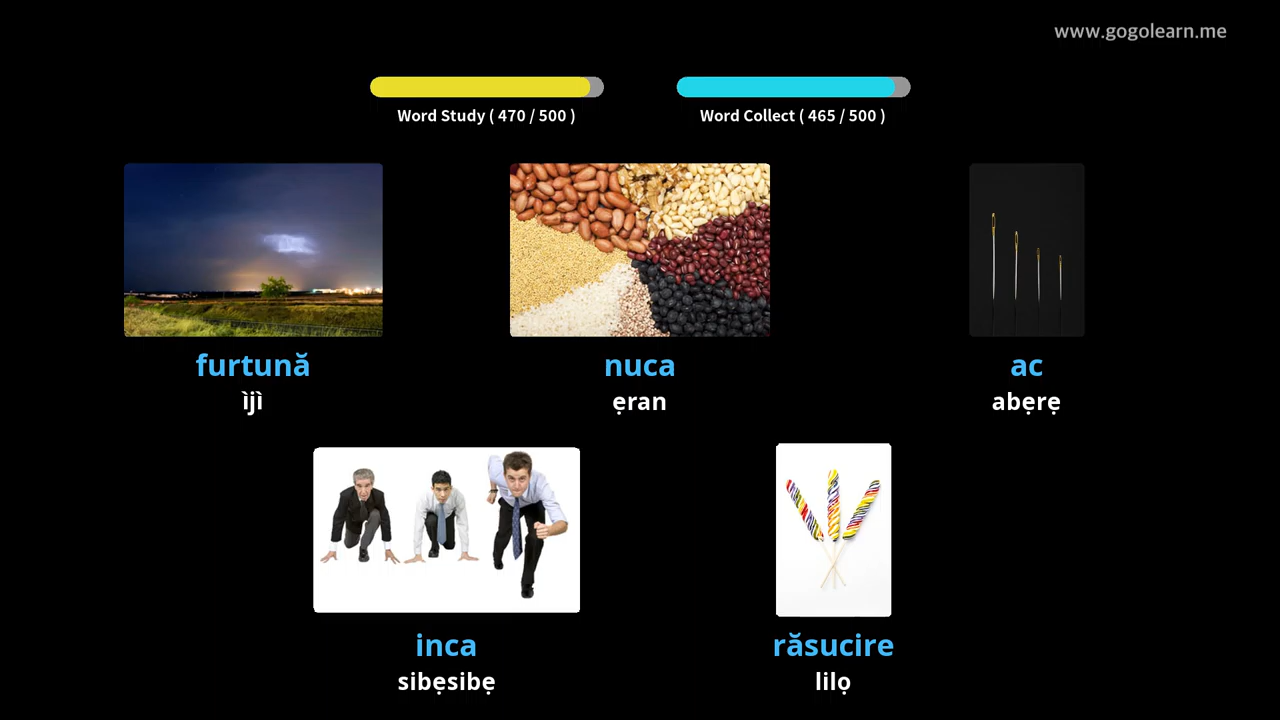 www.gogolearn.me
Word Study ( 470 / 500 )
Word Collect ( 465 / 500 )
furtună
ìjì
nuca
ẹran
ac
abẹrẹ
inca
sibẹsibẹ
răsucire
lilọ